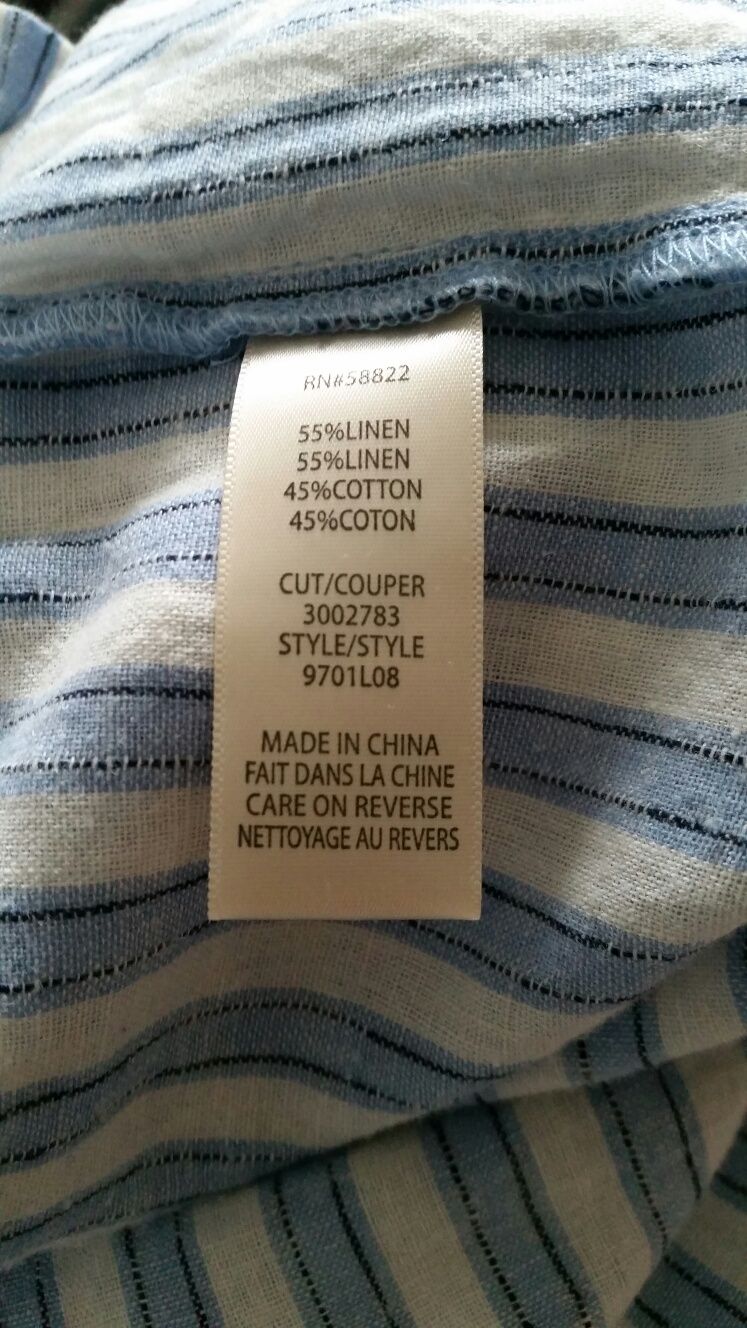 RN#58822
55%LINEN
55%LINEN
45%COTTON
45%COTON
CUT/COUPER
3002783
STYLE/STYLE
9701L08
MADE IN CHINA
FAIT DANS LA CHINE
CARE ON REVERSE
NETTOYAGE AU REVERS